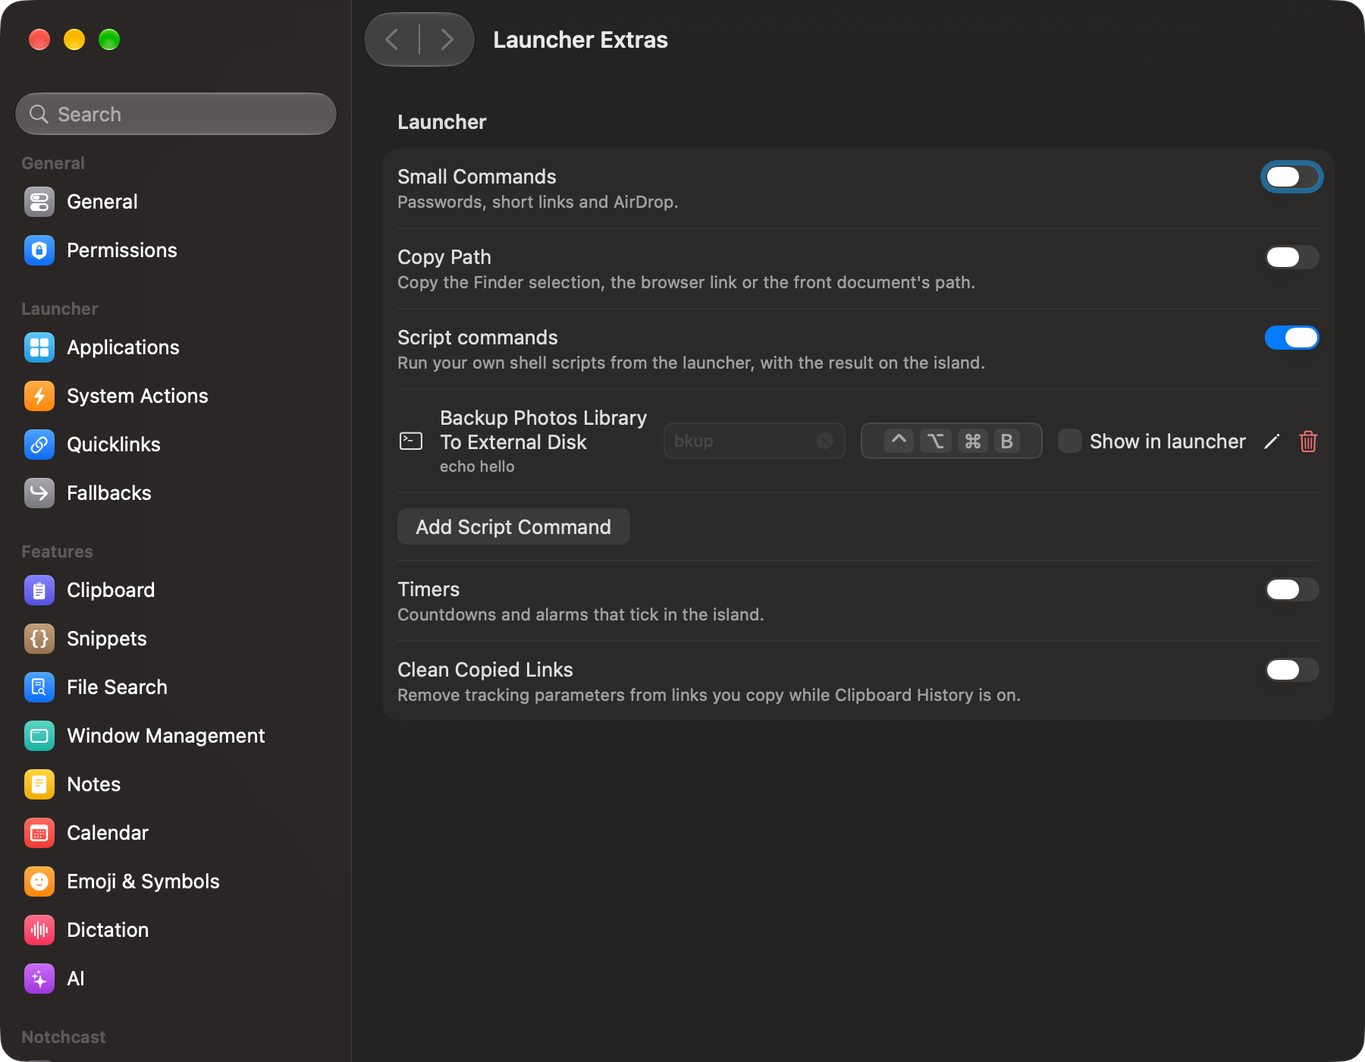 Launcher Extras
Search
General
General
Permissions
Launcher
Applications
System Actions
Quicklinks
Fallbacks
Features
Clipboard
Snippets
File Search
Window Management
Notes
Calendar
Emoji & Symbols
Dictation
AI
Notchcast
Launcher
Small Commands
Passwords, short links and AirDrop.
Copy Path
Copy the Finder selection, the browser link or the front document's path.
Script commands
Run your own shell scripts from the launcher, with the result on the island.
Backup Photos Library
To External Disk
echo hello
bkup
⌃ ⌥ ⌘ B
Show in launcher
Add Script Command
Timers
Countdowns and alarms that tick in the island.
Clean Copied Links
Remove tracking parameters from links you copy while Clipboard History is on.